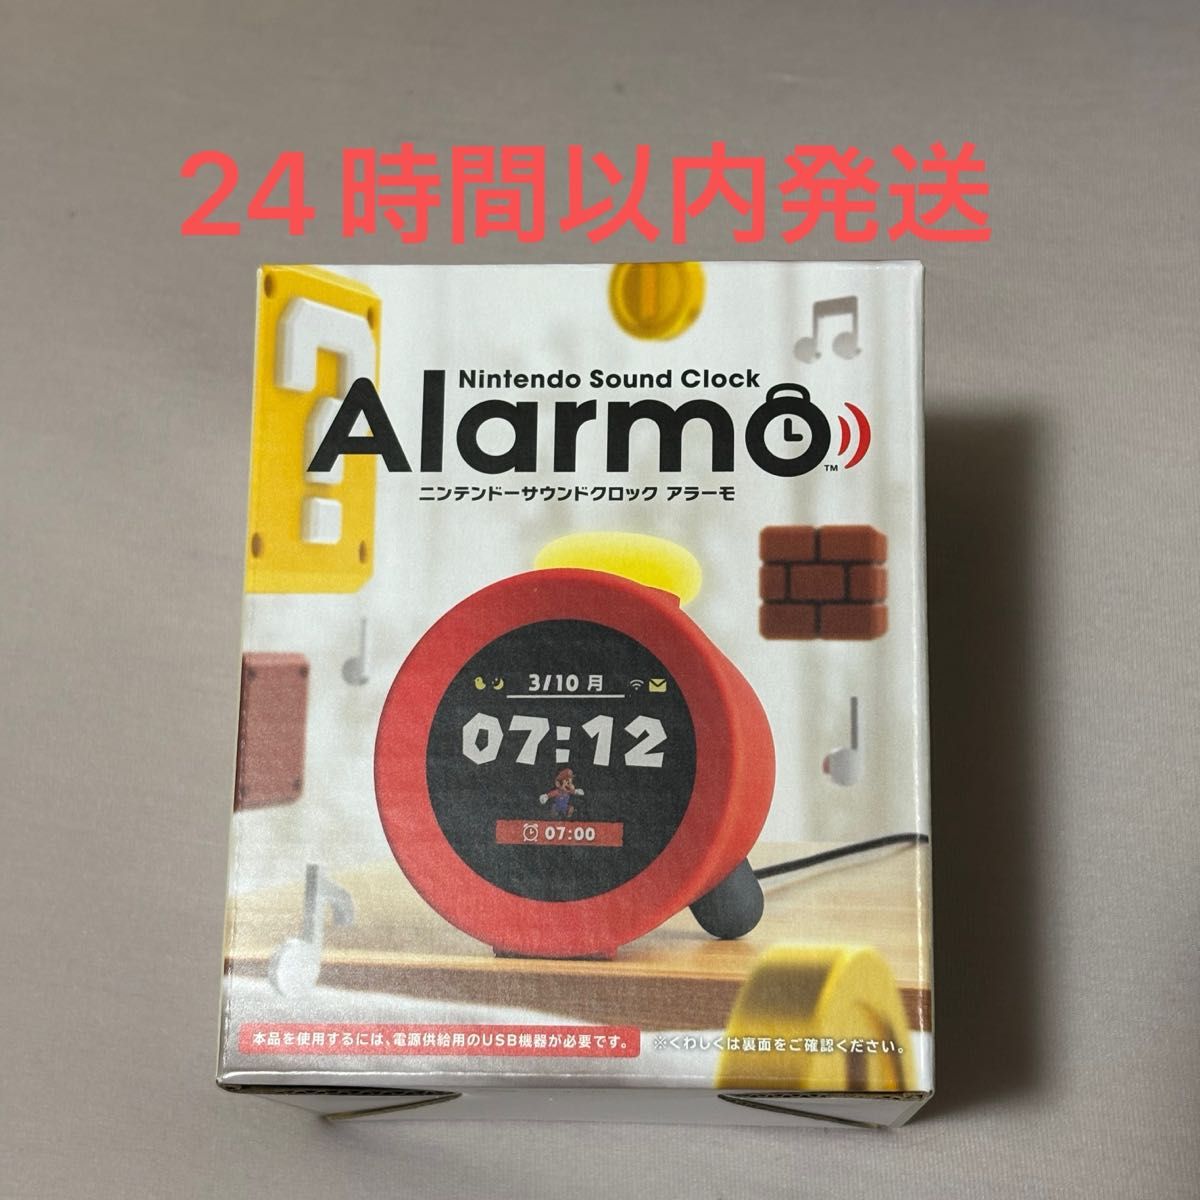 24時間以内発送
Nintendo Sound Clock
Alarmo
TM
ニンテンドーサウンドクロック アラーモ
3/10 月
07:12
07:00
本品を使用するには、電源供給用のUSB機器が必要です。 ※くわしくは裏面をご確認ください。